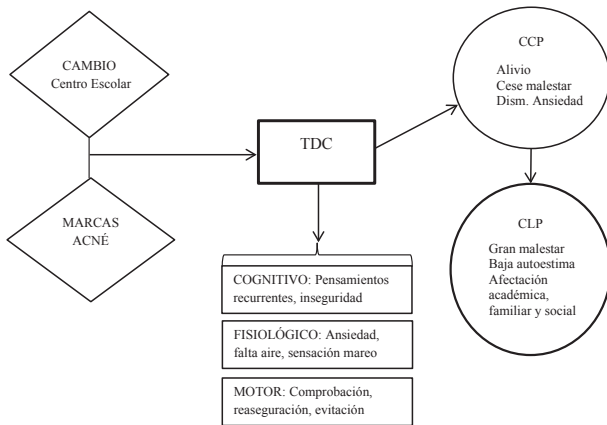 CAMBIO
Centro Escolar
MARCAS
ACNÉ
TDC
COGNITIVO: Pensamientos
recurrentes, inseguridad
FISIOLÓGICO: Ansiedad,
falta aire, sensación mareo
MOTOR: Comprobación,
reaseguración, evitación
CCP
Alivio
Cese malestar
Dism. Ansiedad
CLP
Gran malestar
Baja autoestima
Afectación
académica,
familiar y social